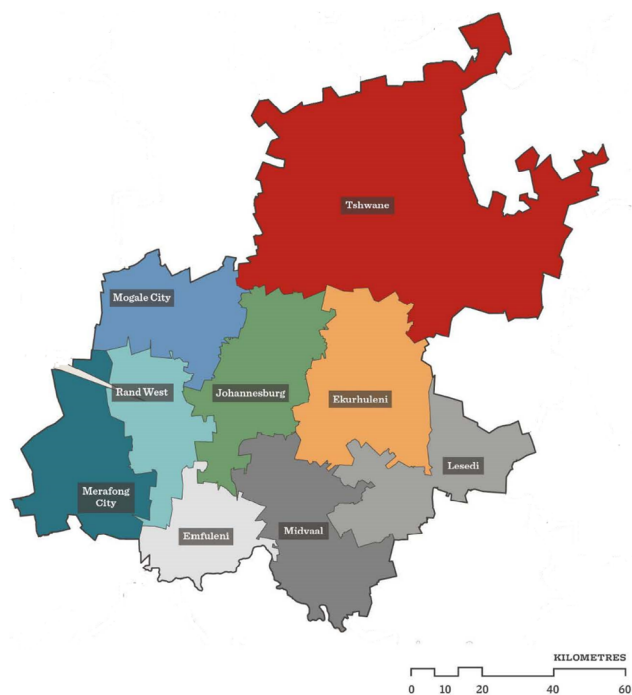 Tshwane
Mogale City
Rand West
Johannesburg
Ekurhuleni
Lesedi
Merafong
City
Emfuleni
Midvaal
KILOMETRES
0 10 20 40 60